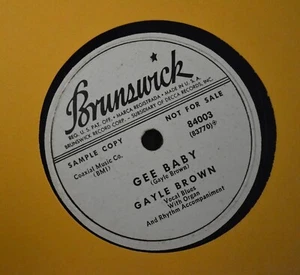 Brunswick
REG. U.S. PAT. OFF. • MARCA REGISTRADA • MADE IN U.S.A.
BRUNSWICK RECORD CORP. - SUBSIDIARY OF DECCA RECORDS, INC.
SAMPLE COPY
NOT FOR SALE
Coaxial Music Co.
(BMI)
84003
(83770)
GEE BABY
(Gayle Brown)
GAYLE BROWN
Vocal Blues
With Organ
And Rhythm Accompaniment